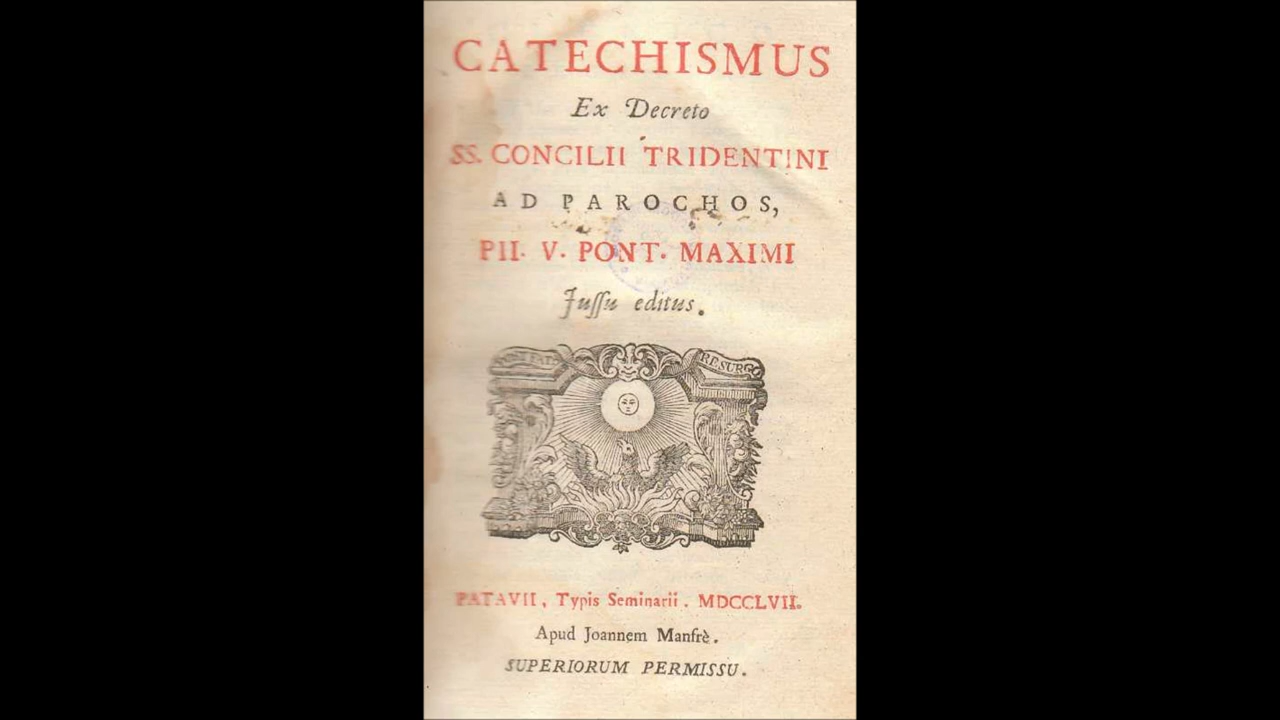 CATECHISMUS
Ex Decreto
SS. CONCILII TRIDENTINI
AD PAROCHOS,
PII. V. PONT. MAXIMI
Jussu editus.
RESURGO
PATAVII, Typis Seminarii. MDCCLVII.
Apud Joannem Manfrè.
SUPERIORUM PERMISSU.